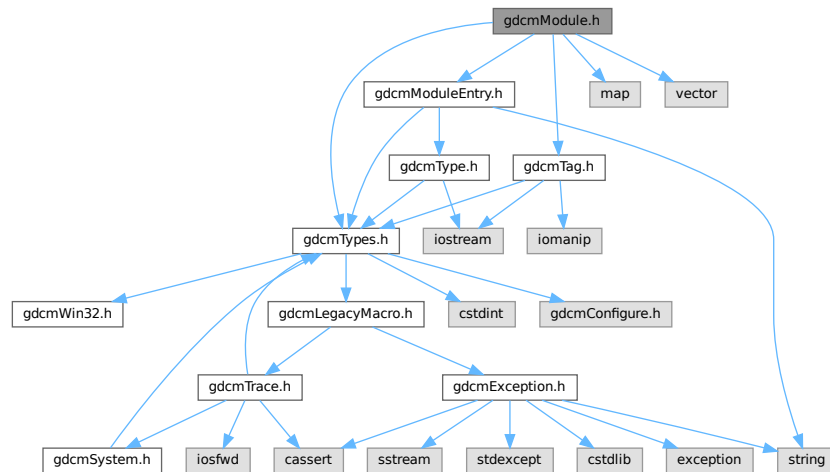 gdcmModule.h
gdcmModuleEntry.h
map
vector
gdcmType.h
gdcmTag.h
gdcmTypes.h
iostream
iomanip
gdcmWin32.h
gdcmLegacyMacro.h
cstdint
gdcmConfigure.h
gdcmTrace.h
gdcmException.h
gdcmSystem.h
iosfwd
cassert
sstream
stdexcept
cstdlib
exception
string